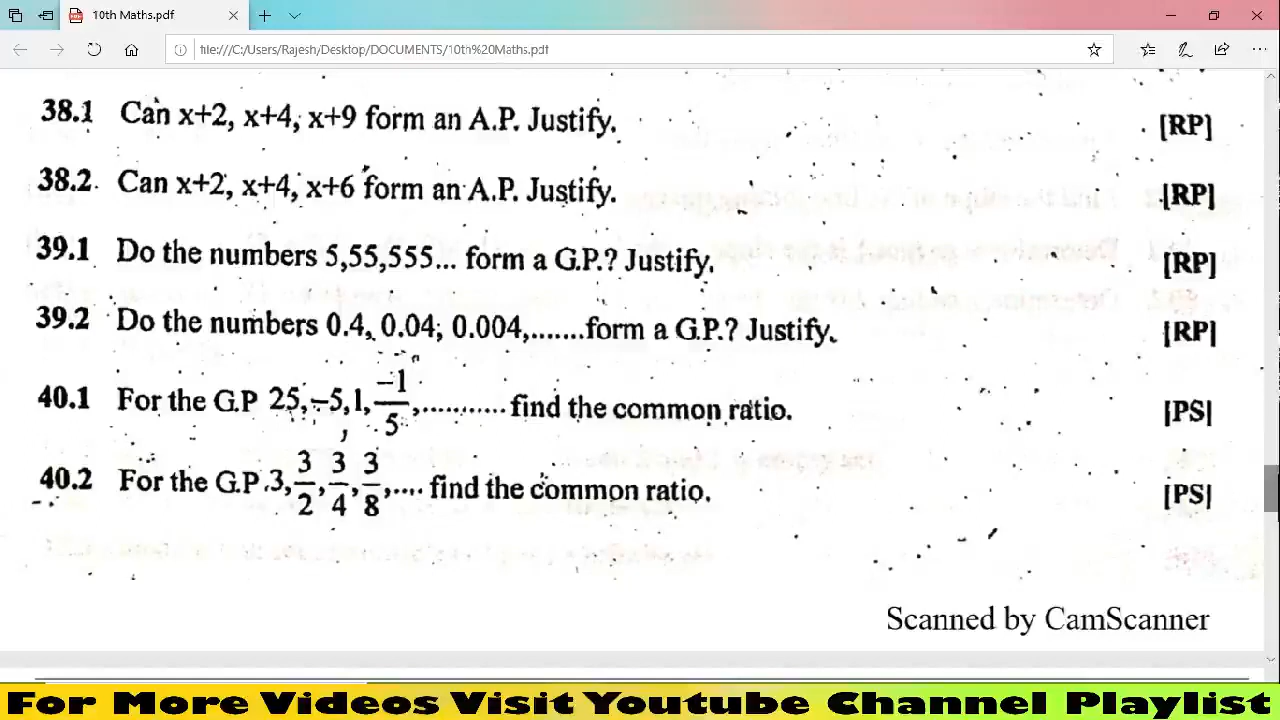 10th Maths.pdf
file:///C:/Users/Rajesh/Desktop/DOCUMENTS/10th%20Maths.pdf
38.1 Can x+2, x+4, x+9 form an A.P. Justify. [RP]
38.2 Can x+2, x+4, x+6 form an A.P. Justify. [RP]
39.1 Do the numbers 5,55,555... form a G.P.? Justify. [RP]
39.2 Do the numbers 0.4, 0.04; 0.004,.......form a G.P.? Justify. [RP]
40.1 For the G.P 25,–5,1,–1/5,........... find the common ratio. [PS]
40.2 For the G.P.3,3/2,3/4,3/8,.... find the common ratio. [PS]
Scanned by CamScanner
For More Videos Visit Youtube Channel Playlist